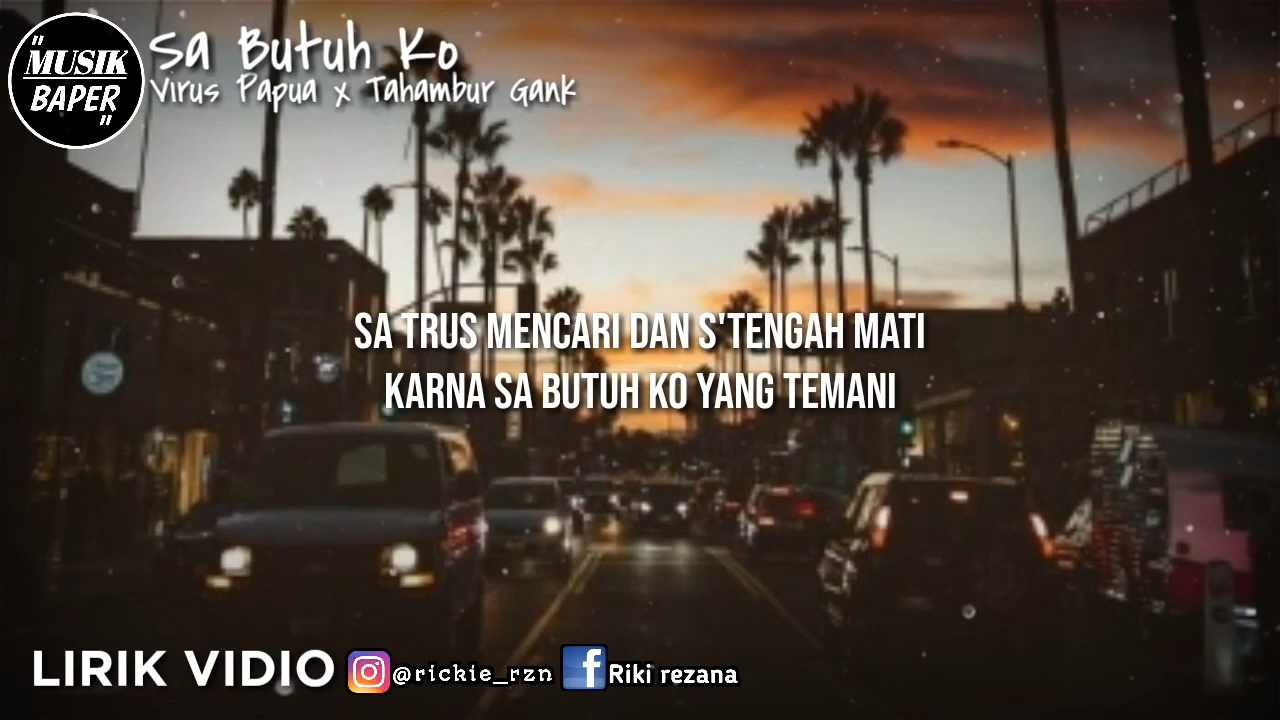 "MUSIK
BAPER"
Sa Butuh Ko
Virus Papua x Tahambur Gank
SA TRUS MENCARI DAN S'TENGAH MATI
KARNA SA BUTUH KO YANG TEMANI
LIRIK VIDIO @rickie_rzn f Riki rezana